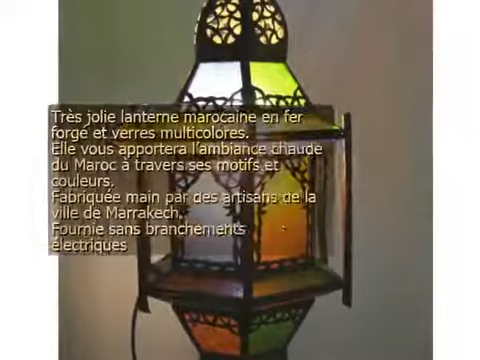 Très jolie lanterne marocaine en fer
forgé et verres multicolores.
Elle vous apportera l'ambiance chaude
du Maroc à travers ses motifs et
couleurs.
Fabriquée main par des artisans de la
ville de Marrakech.
Fournie sans branchements
électriques